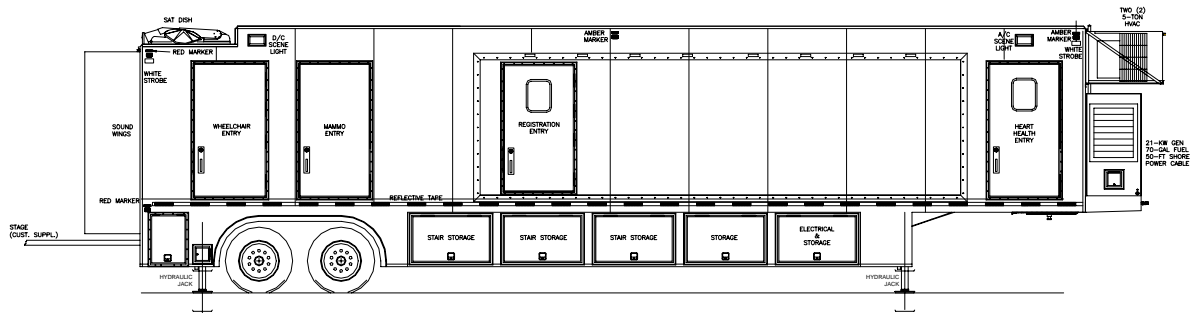 SAT DISH
RED MARKER
WHITE
STROBE
D/C
SCENE
LIGHT
AMBER
MARKER
A/C
SCENE
LIGHT
AMBER
MARKER
WHITE
STROBE
TWO (2)
5-TON
HVAC
SOUND
WINGS
WHEELCHAIR
ENTRY
MAMMO
ENTRY
REGISTRATION
ENTRY
HEART
HEALTH
ENTRY
21-KW GEN
70-GAL FUEL
50-FT SHORE
POWER CABLE
RED MARKER
REFLECTIVE TAPE
STAGE
(CUST. SUPPL.)
STAIR STORAGE
STAIR STORAGE
STAIR STORAGE
STORAGE
ELECTRICAL
&
STORAGE
HYDRAULIC
JACK
HYDRAULIC
JACK